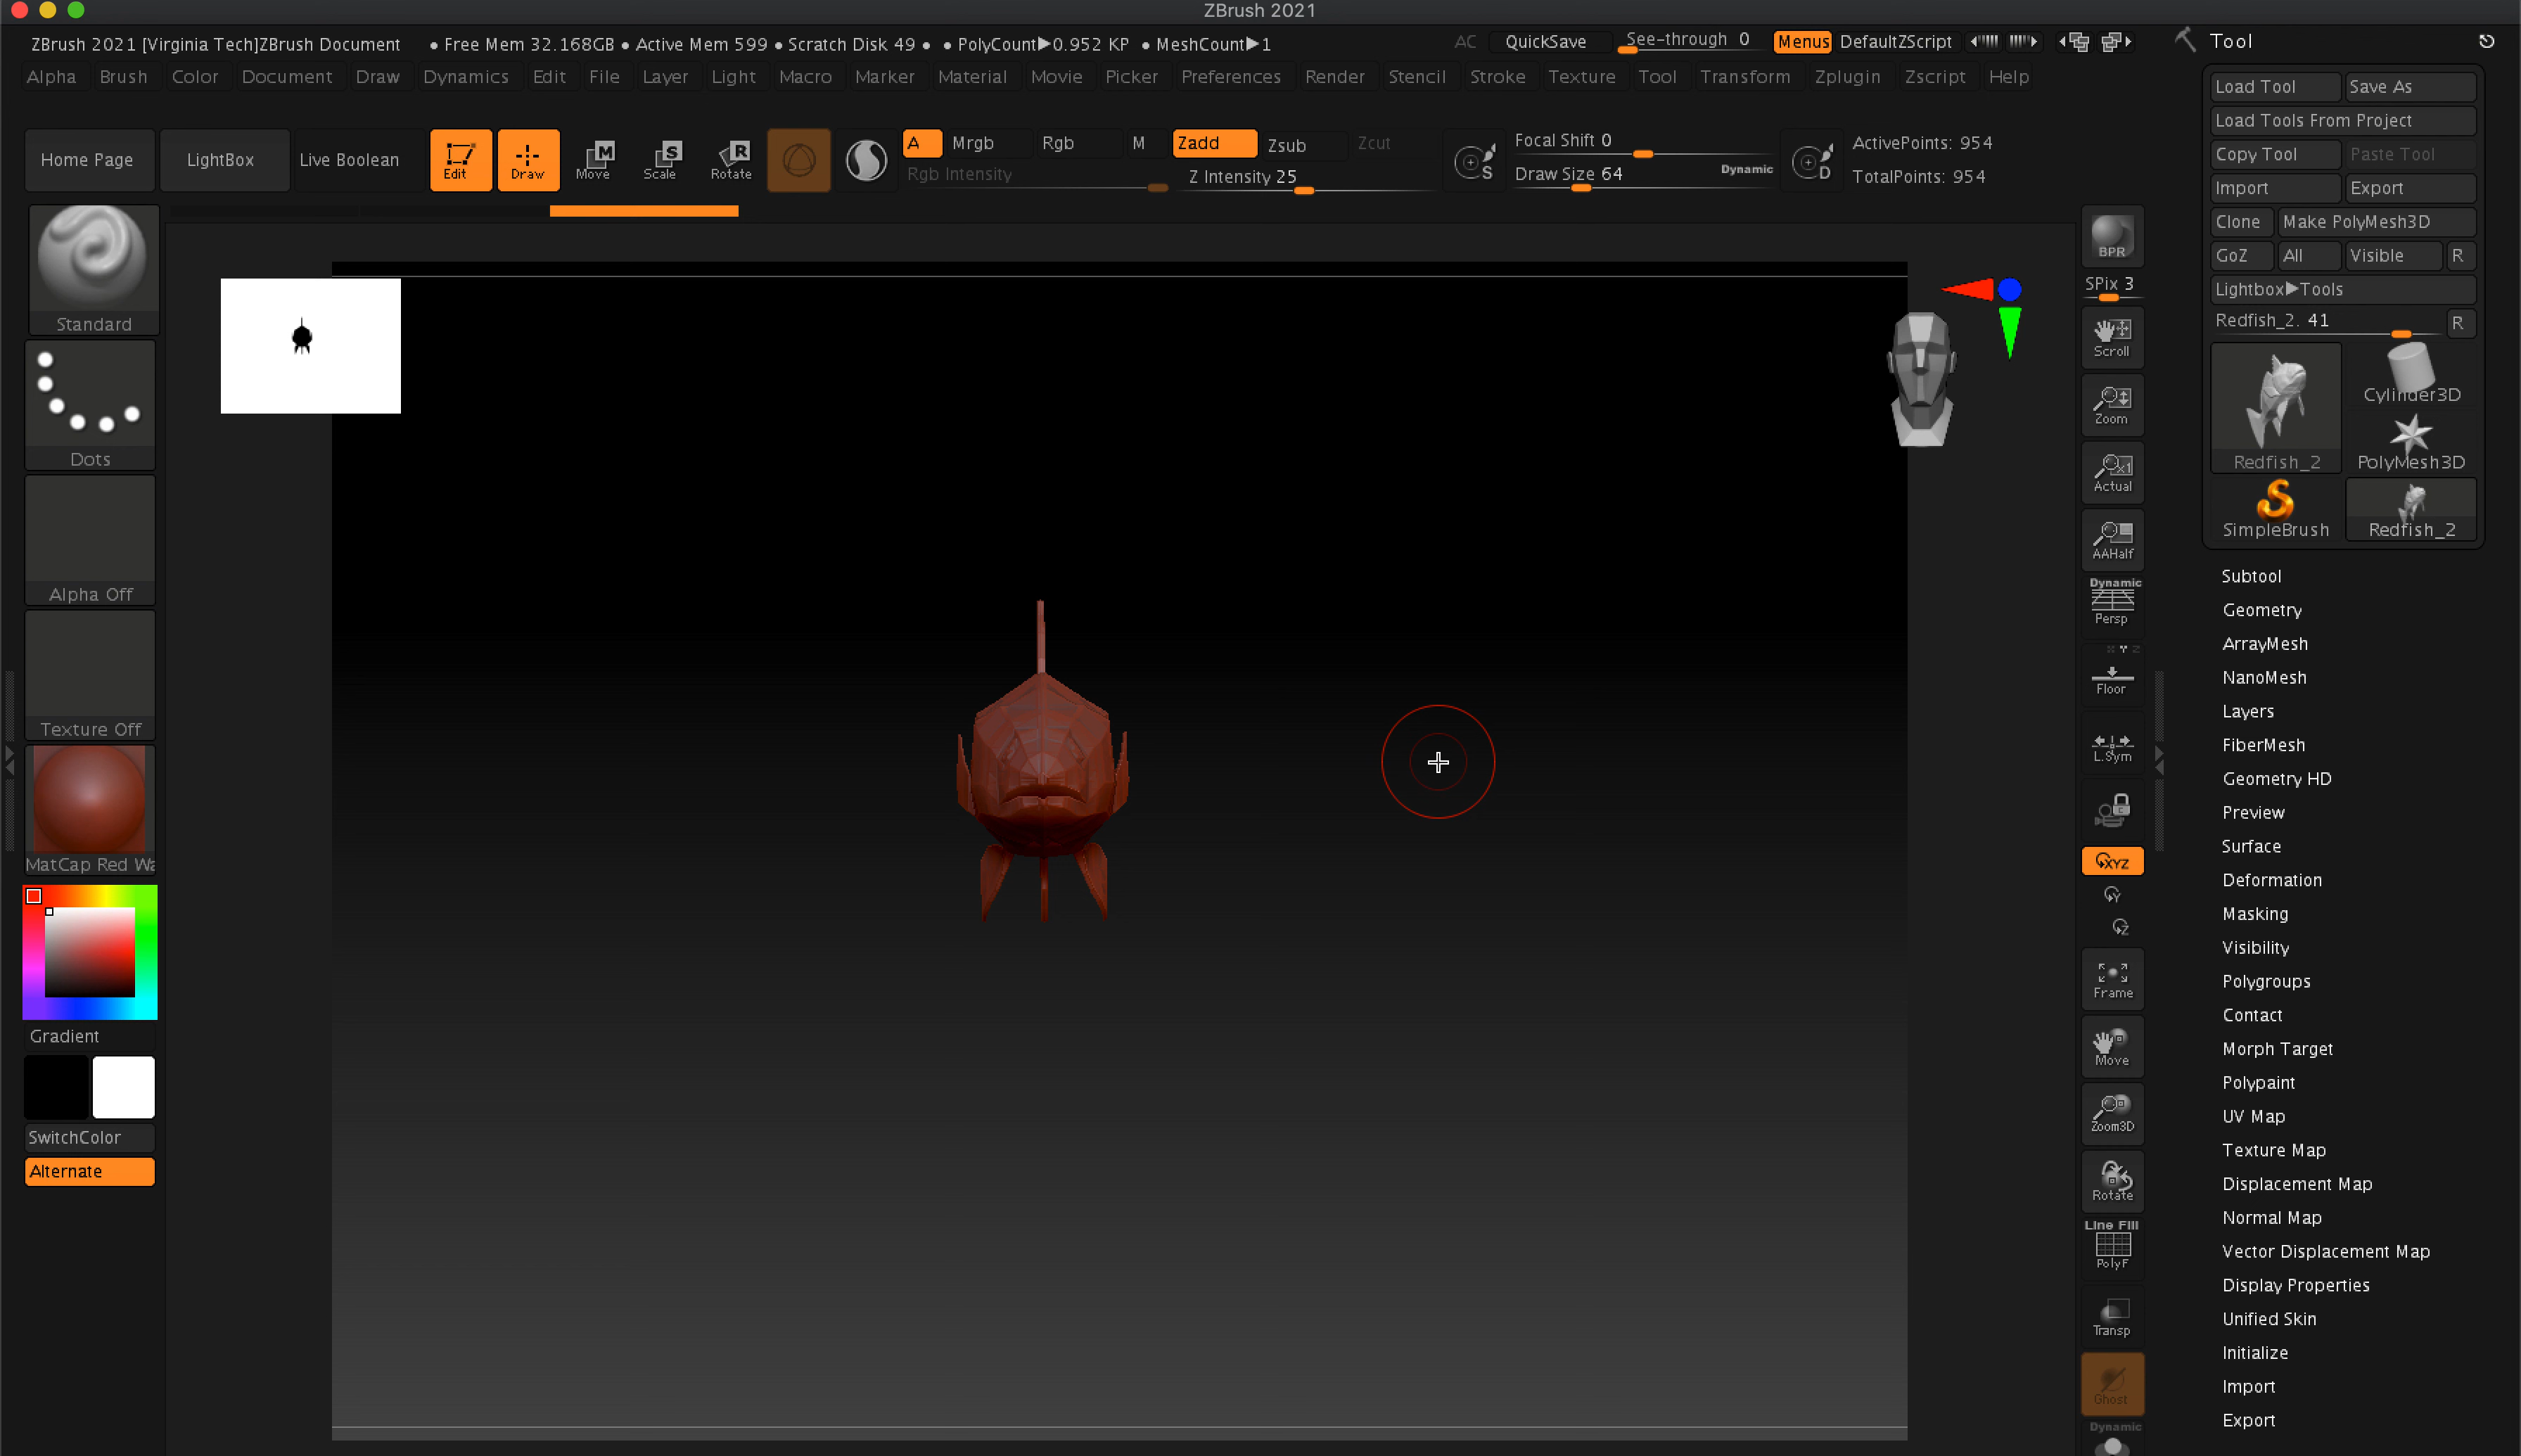 ZBrush 2021
ZBrush 2021 [Virginia Tech]ZBrush Document • Free Mem 32.168GB • Active Mem 599 • Scratch Disk 49 • • PolyCount▶0.952 KP • MeshCount▶1 AC QuickSave See-through 0 Menus DefaultZScript Tool
Alpha Brush Color Document Draw Dynamics Edit File Layer Light Macro Marker Material Movie Picker Preferences Render Stencil Stroke Texture Tool Transform Zplugin Zscript Help
Home Page LightBox Live Boolean Edit Draw Move Scale Rotate
M S R
A Mrgb Rgb M Zadd Zsub Zcut
Rgb Intensity Z Intensity 25
S Focal Shift 0
Draw Size 64 Dynamic
D ActivePoints: 954
TotalPoints: 954
Standard
Dots
Alpha Off
Texture Off
MatCap Red Wa
Gradient
SwitchColor
Alternate
BPR
SPix 3
Scroll
Zoom
x1
Actual
AAHalf
Dynamic
Persp
X Y Z
Floor
L.Sym
XYZ
Y
Z
Frame
Move
Zoom3D
Rotate
Line Fill
PolyF
Transp
Ghost
Dynamic
Load Tool Save As
Load Tools From Project
Copy Tool Paste Tool
Import Export
Clone Make PolyMesh3D
GoZ All Visible R
Lightbox▶Tools
Redfish_2. 41 R
Redfish_2 Cylinder3D
PolyMesh3D
SimpleBrush Redfish_2
Subtool
Geometry
ArrayMesh
NanoMesh
Layers
FiberMesh
Geometry HD
Preview
Surface
Deformation
Masking
Visibility
Polygroups
Contact
Morph Target
Polypaint
UV Map
Texture Map
Displacement Map
Normal Map
Vector Displacement Map
Display Properties
Unified Skin
Initialize
Import
Export